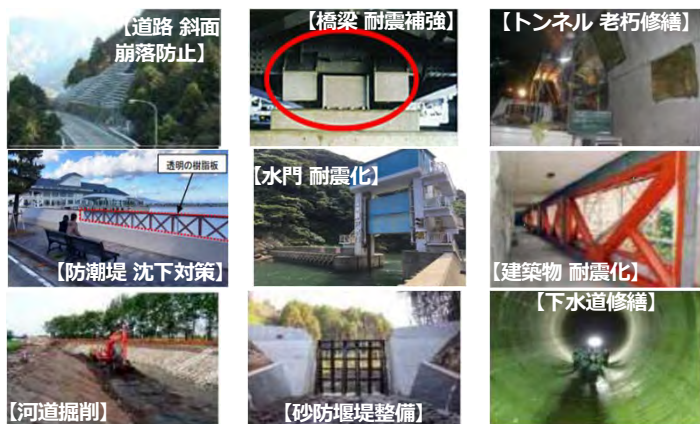 【道路 斜面
崩落防止】
【橋梁 耐震補強】
【トンネル 老朽修繕】
透明の樹脂板
【防潮堤 沈下対策】
【水門 耐震化】
【建築物 耐震化】
【河道掘削】
【砂防堰堤整備】
【下水道修繕】